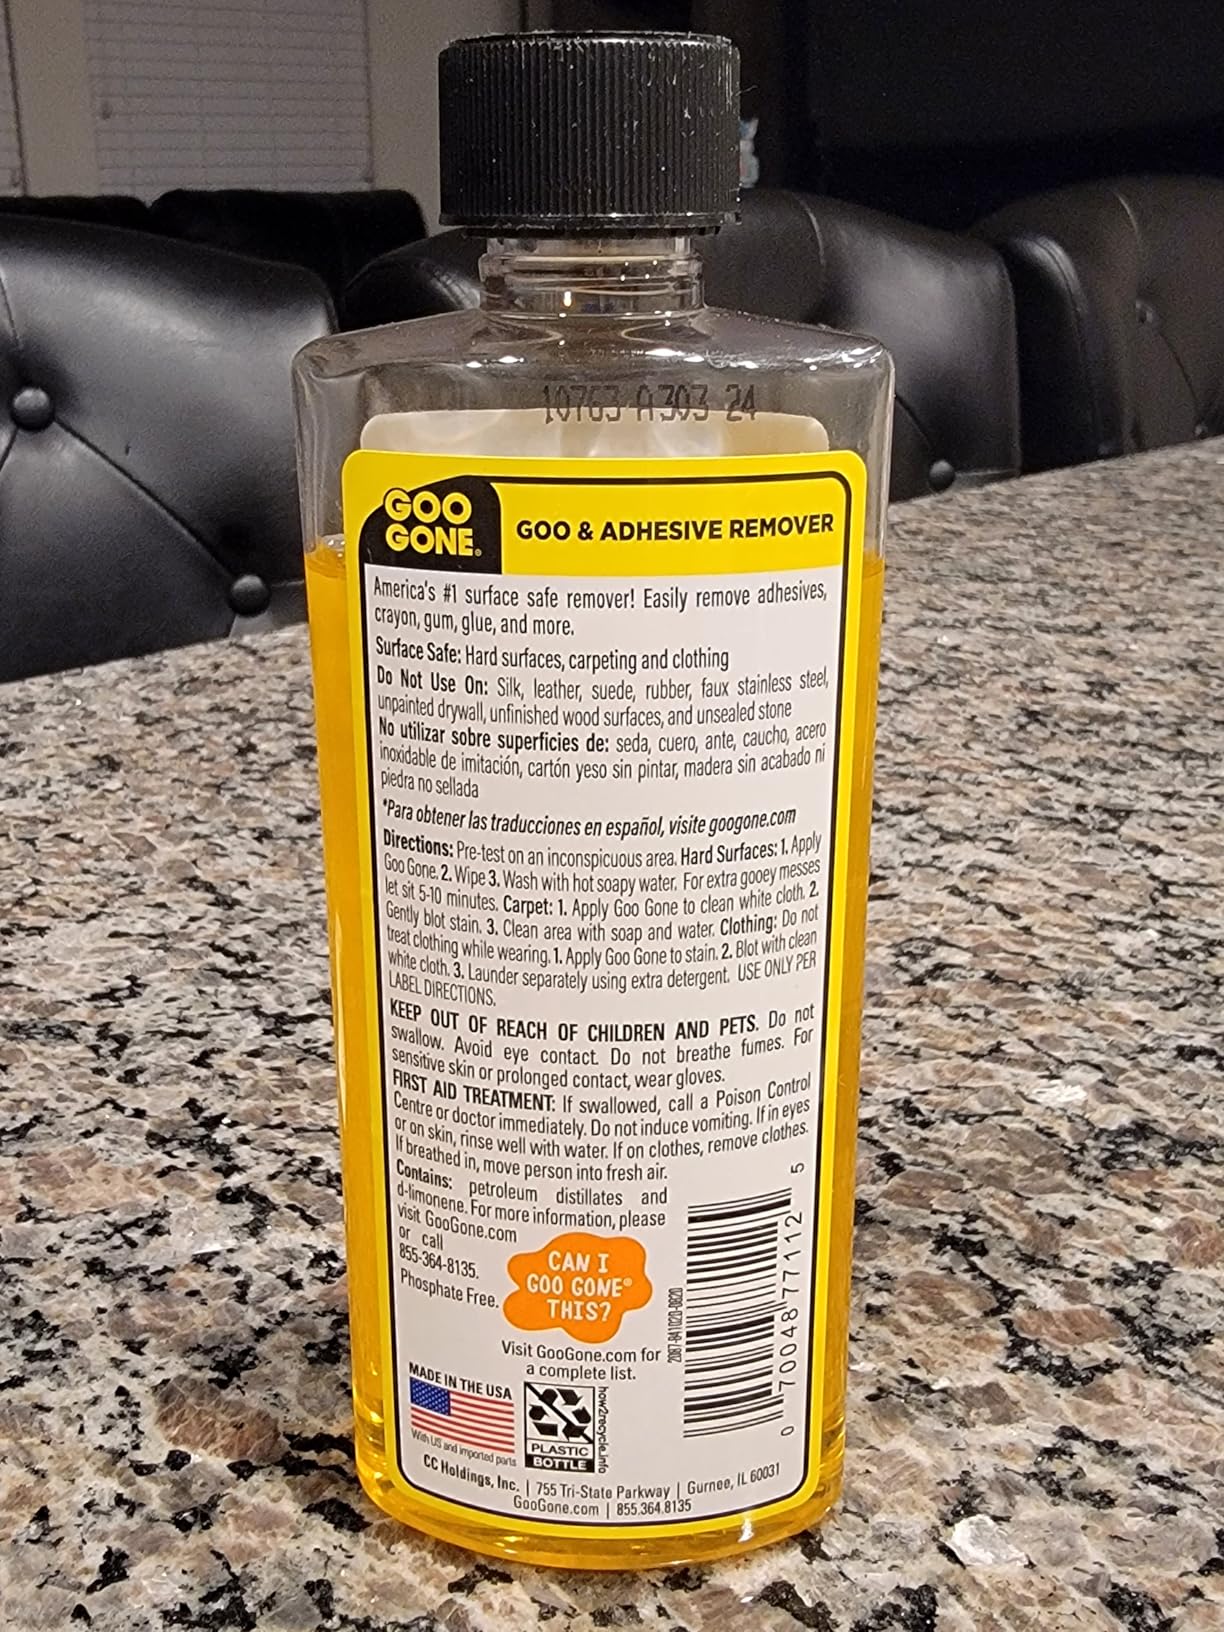 10763 A303 24
GOO GONE®
GOO & ADHESIVE REMOVER
America's #1 surface safe remover! Easily remove adhesives,
crayon, gum, glue, and more.
Surface Safe: Hard surfaces, carpeting and clothing
Do Not Use On: Silk, leather, suede, rubber, faux stainless steel,
unpainted drywall, unfinished wood surfaces, and unsealed stone
No utilizar sobre superficies de: seda, cuero, ante, caucho, acero
inoxidable de imitación, cartón yeso sin pintar, madera sin acabado ni
piedra no sellada
*Para obtener las traducciones en español, visite googone.com
Directions: Pre-test on an inconspicuous area. Hard Surfaces: 1. Apply
Goo Gone. 2. Wipe 3. Wash with hot soapy water. For extra gooey messes
let sit 5-10 minutes. Carpet: 1. Apply Goo Gone to clean white cloth. 2.
Gently blot stain. 3. Clean area with soap and water. Clothing: Do not
treat clothing while wearing. 1. Apply Goo Gone to stain. 2. Blot with clean
white cloth. 3. Launder separately using extra detergent. USE ONLY PER
LABEL DIRECTIONS.
KEEP OUT OF REACH OF CHILDREN AND PETS. Do not
swallow. Avoid eye contact. Do not breathe fumes. For
sensitive skin or prolonged contact, wear gloves.
FIRST AID TREATMENT: If swallowed, call a Poison Control
Centre or doctor immediately. Do not induce vomiting. If in eyes
or on skin, rinse well with water. If on clothes, remove clothes.
If breathed in, move person into fresh air.
Contains: petroleum distillates and
d-limonene. For more information, please
visit GooGone.com
or call
855-364-8135.
Phosphate Free.
CAN I
GOO GONE®
THIS?
Visit GooGone.com for
a complete list.
2087-841020-0820
0 70048 77112 5
MADE IN THE USA
With US and imported parts
PLASTIC
BOTTLE
how2recycle.info
CC Holdings, Inc. | 755 Tri-State Parkway | Gurnee, IL 60031
GooGone.com | 855.364.8135